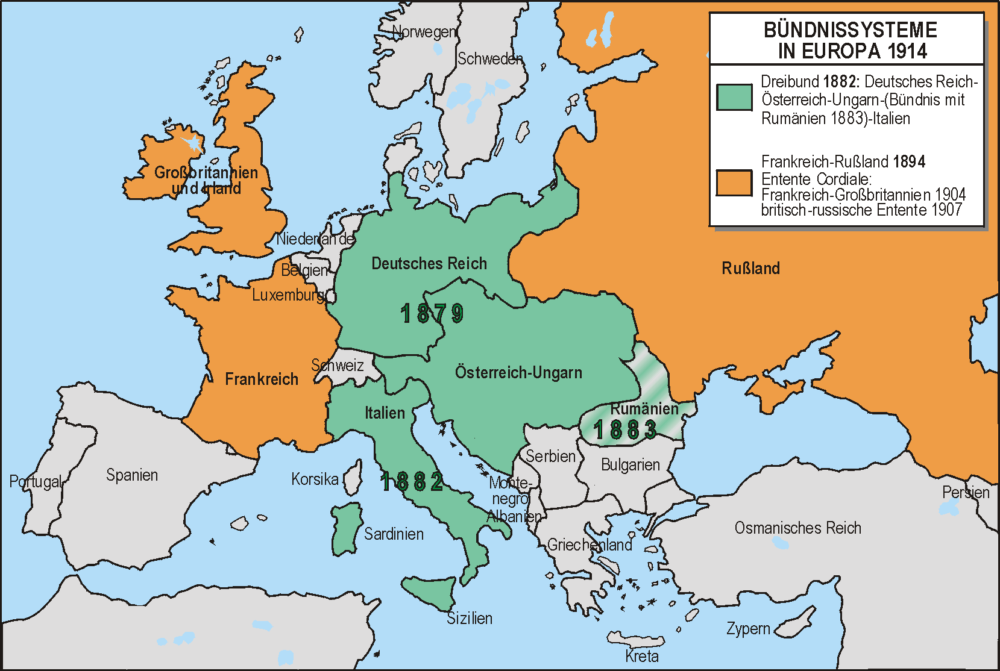 BÜNDNISSYSTEME
IN EUROPA 1914
Dreibund 1882: Deutsches Reich-
Österreich-Ungarn-(Bündnis mit
Rumänien 1883)-Italien
Frankreich-Rußland 1894
Entente Cordiale:
Frankreich-Großbritannien 1904
britisch-russische Entente 1907
Norwegen
Schweden
Großbritannien
und Irland
Niederlande
Belgien
Luxemburg
Deutsches Reich
Rußland
1879
Schweiz
Österreich-Ungarn
Frankreich
Italien
Rumänien
1883
Serbien
Bulgarien
Spanien
Portugal
Korsika
1882
Monte-
negro
Albanien
Persien
Sardinien
Griechenland
Osmanisches Reich
Sizilien
Zypern
Kreta